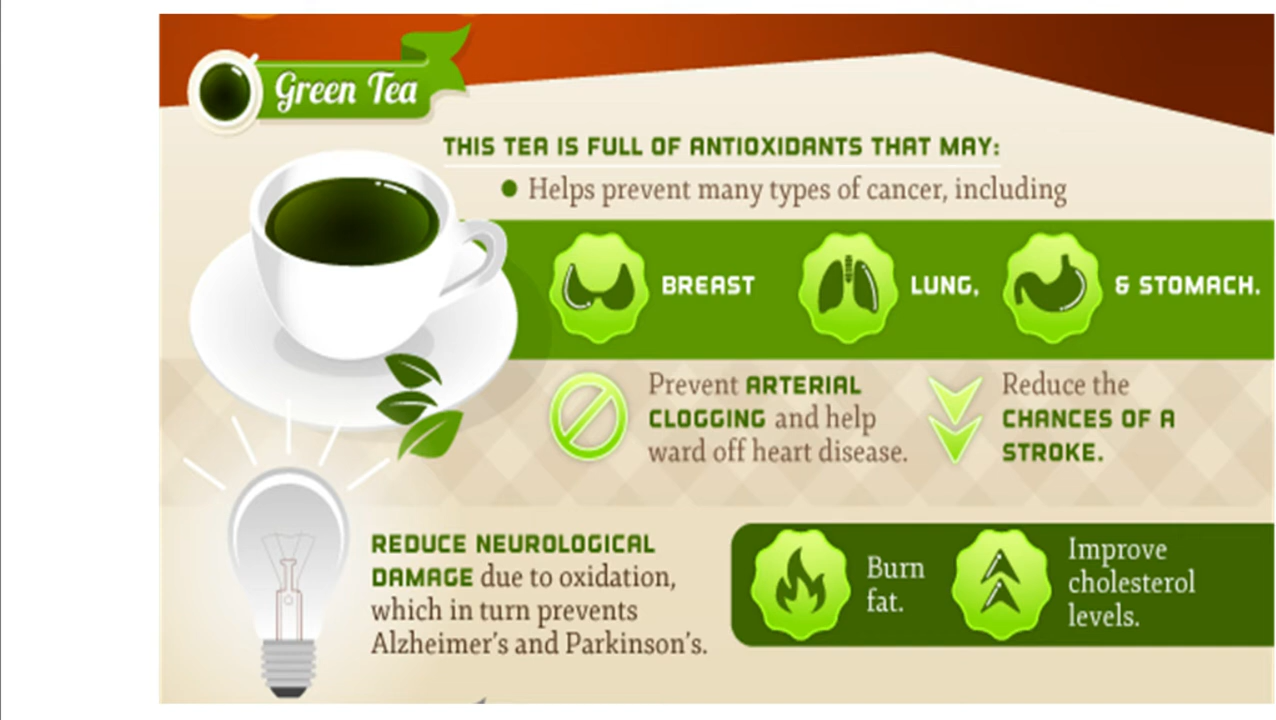 Green Tea
THIS TEA IS FULL OF ANTIOXIDANTS THAT MAY:
Helps prevent many types of cancer, including
BREAST
LUNG,
& STOMACH.
Prevent ARTERIAL
CLOGGING and help
ward off heart disease.
Reduce the
CHANCES OF A
STROKE.
REDUCE NEUROLOGICAL
DAMAGE due to oxidation,
which in turn prevents
Alzheimer's and Parkinson's.
Burn
fat.
Improve
cholesterol
levels.